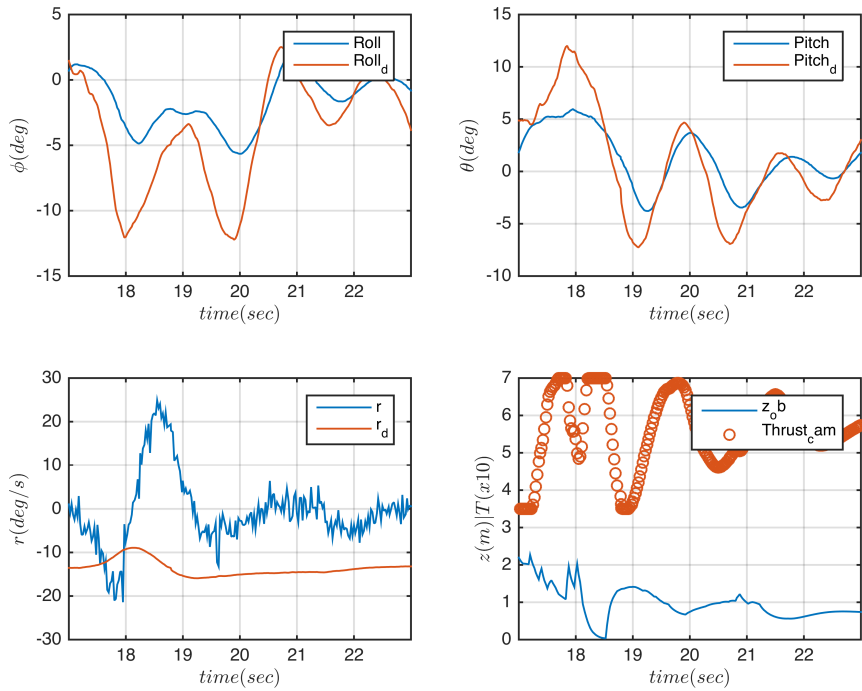 5
0
-5
-10
-15
ϕ(deg)
18 19 20 21 22
time(sec)
Roll
Roll_d
15
10
5
0
-5
-10
θ(deg)
18 19 20 21 22
time(sec)
Pitch
Pitch_d
30
20
10
0
-10
-20
-30
r(deg/s)
18 19 20 21 22
time(sec)
r
r_d
7
6
5
4
3
2
1
0
z(m)|T(x10)
18 19 20 21 22
time(sec)
z_ob
Thrust_cam